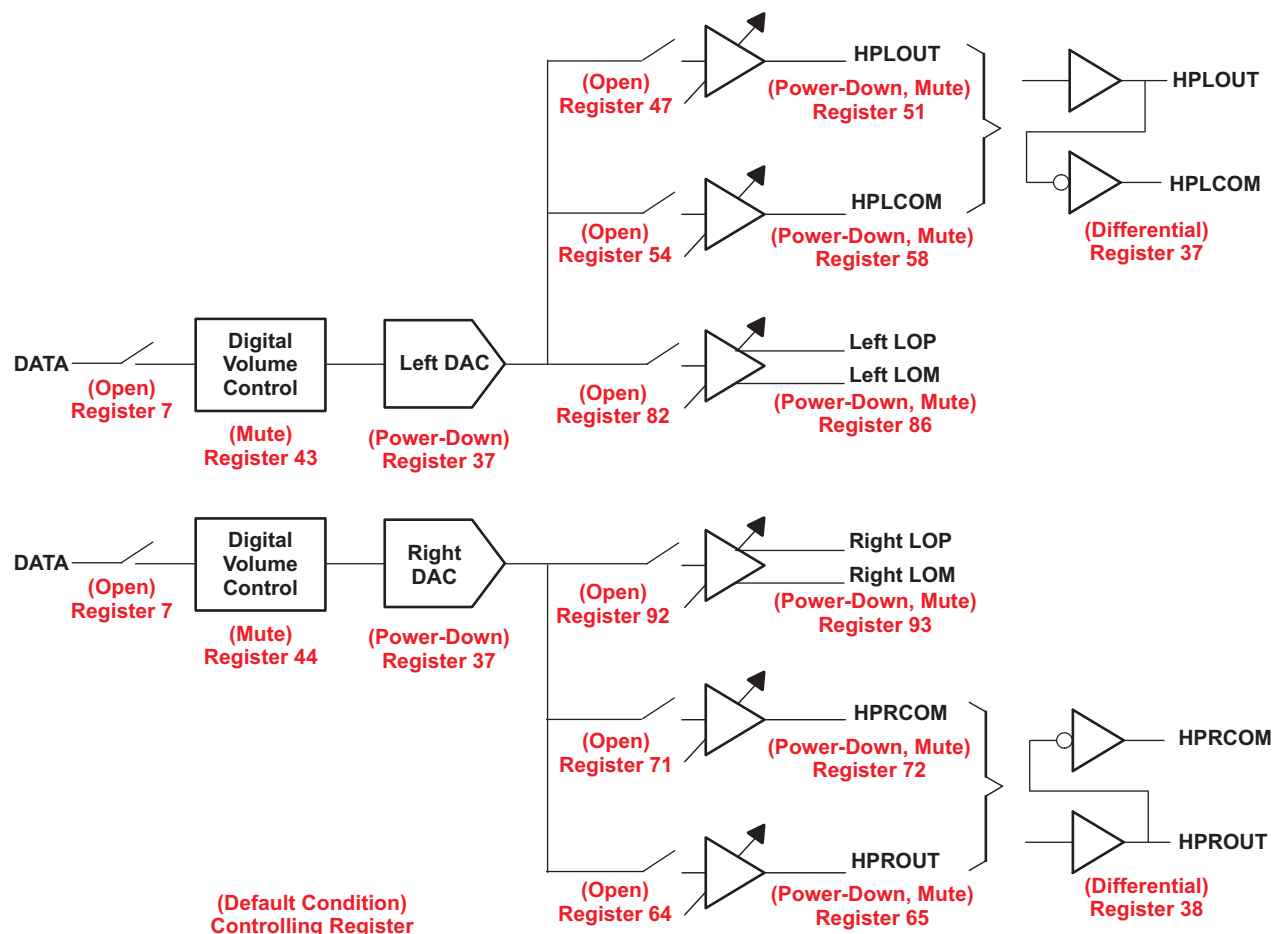 HPLOUT
(Open)
Register 47
(Power-Down, Mute)
Register 51
HPLOUT
HPLCOM
(Open)
Register 54
(Power-Down, Mute)
Register 58
HPLCOM
(Differential)
Register 37
DATA
(Open)
Register 7
Digital
Volume
Control
(Mute)
Register 43
Left DAC
(Power-Down)
Register 37
(Open)
Register 82
Left LOP
Left LOM
(Power-Down, Mute)
Register 86
DATA
(Open)
Register 7
Digital
Volume
Control
(Mute)
Register 44
Right
DAC
(Power-Down)
Register 37
(Open)
Register 92
Right LOP
Right LOM
(Power-Down, Mute)
Register 93
(Open)
Register 71
HPRCOM
(Power-Down, Mute)
Register 72
HPRCOM
(Open)
Register 64
HPROUT
(Power-Down, Mute)
Register 65
HPROUT
(Differential)
Register 38
(Default Condition)
Controlling Register